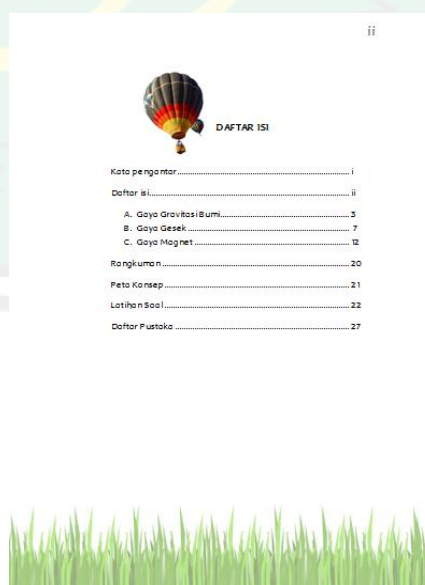 ii
DAFTAR ISI
Kata pengantar ........ i
Daftar isi ........ ii
A. Gaya Gravitasi Bumi ........ 3
B. Gaya Gesek ........ 7
C. Gaya Magnet ........ 12
Rangkuman ........ 20
Peta Konsep ........ 21
Latihan Soal ........ 22
Daftar Pustaka ........ 27